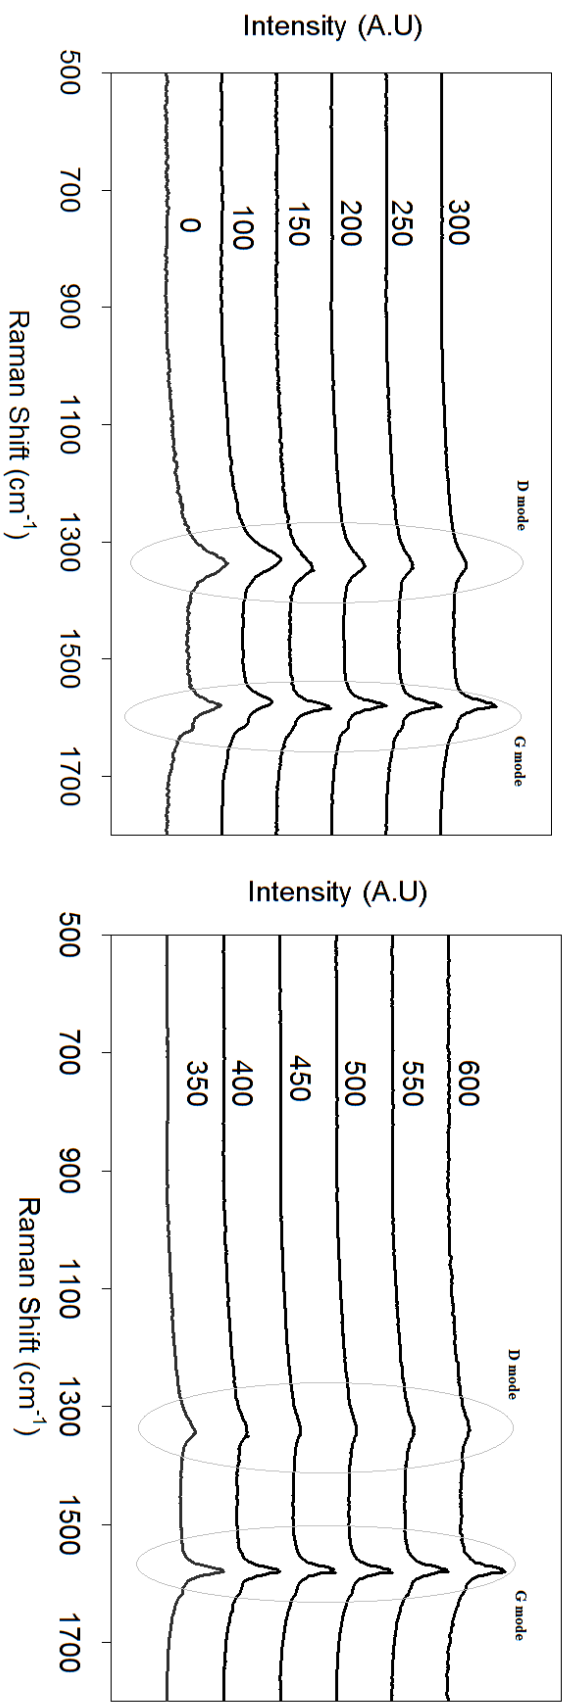 Intensity (A.U)
300
250
200
150
100
0
D mode
G mode
500 700 900 1100 1300 1500 1700
Raman Shift (cm-1)
Intensity (A.U)
600
550
500
450
400
350
D mode
G mode
500 700 900 1100 1300 1500 1700
Raman Shift (cm-1)